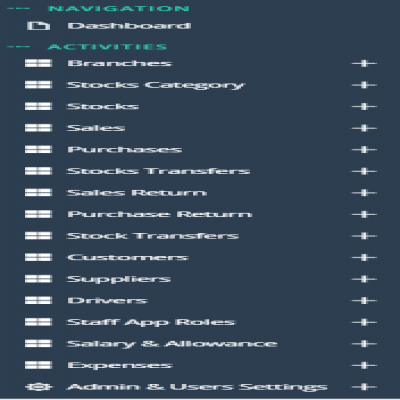 NAVIGATION
Dashboard
ACTIVITIES
Branches
Stocks Category
Stocks
Sales
Purchases
Stocks Transfers
Sales Return
Purchase Return
Stock Transfers
Customers
Suppliers
Drivers
Staff App Roles
Salary & Allowance
Expenses
Admin & Users Settings